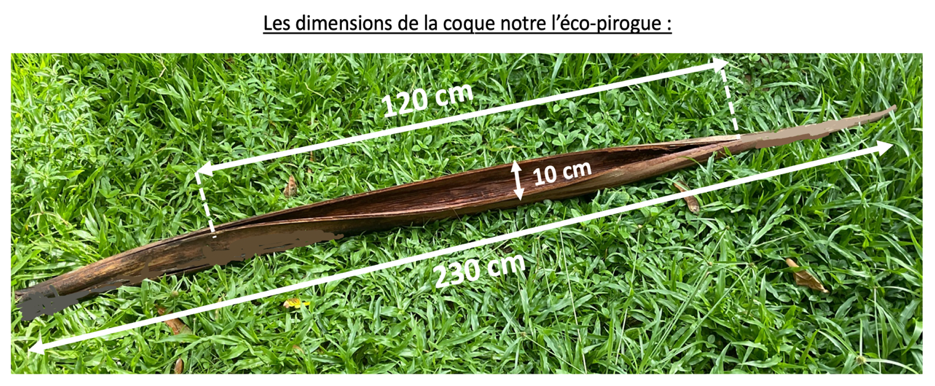 Les dimensions de la coque notre l’éco-pirogue :
120 cm
10 cm
230 cm